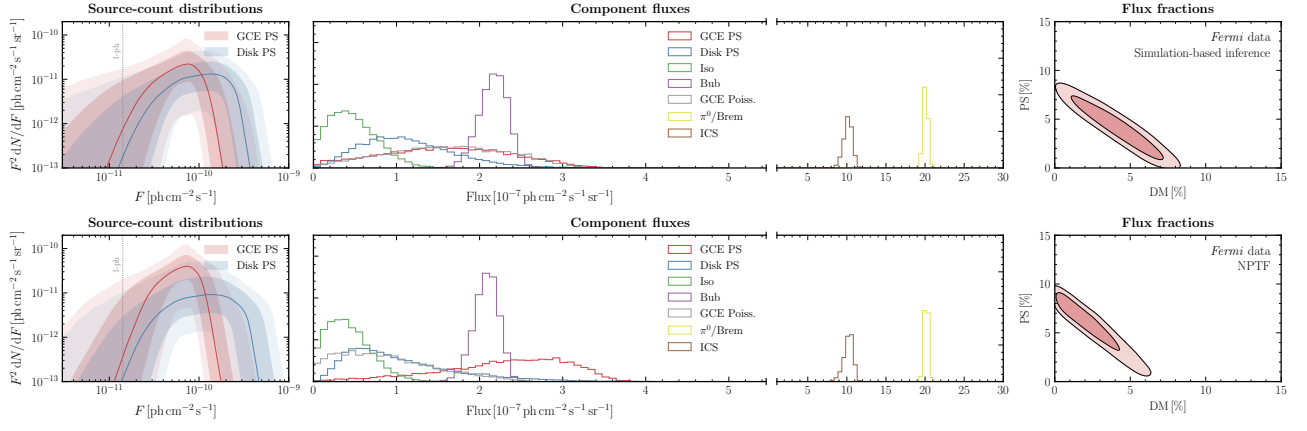 Source-count distributions
Component fluxes
Flux fractions
10⁻¹⁰
10⁻¹¹
10⁻¹²
10⁻¹³
F² dN/dF [ph cm⁻² s⁻¹ sr⁻¹]
1-ph
GCE PS
Disk PS
10⁻¹¹
10⁻¹⁰
10⁻⁹
F [ph cm⁻² s⁻¹]
GCE PS
Disk PS
Iso
Bub
GCE Poiss.
π⁰/Brem
ICS
0 1 2 3 4 5
5 10 15 20 25 30
Flux [10⁻⁷ ph cm⁻² s⁻¹ sr⁻¹]
Fermi data
Simulation-based inference
15
10
5
0
PS [%]
0 5 10 15
DM [%]
Source-count distributions
Component fluxes
Flux fractions
10⁻¹⁰
10⁻¹¹
10⁻¹²
10⁻¹³
F² dN/dF [ph cm⁻² s⁻¹ sr⁻¹]
1-ph
GCE PS
Disk PS
10⁻¹¹
10⁻¹⁰
10⁻⁹
F [ph cm⁻² s⁻¹]
GCE PS
Disk PS
Iso
Bub
GCE Poiss.
π⁰/Brem
ICS
0 1 2 3 4 5
5 10 15 20 25 30
Flux [10⁻⁷ ph cm⁻² s⁻¹ sr⁻¹]
Fermi data
NPTF
15
10
5
0
PS [%]
0 5 10 15
DM [%]